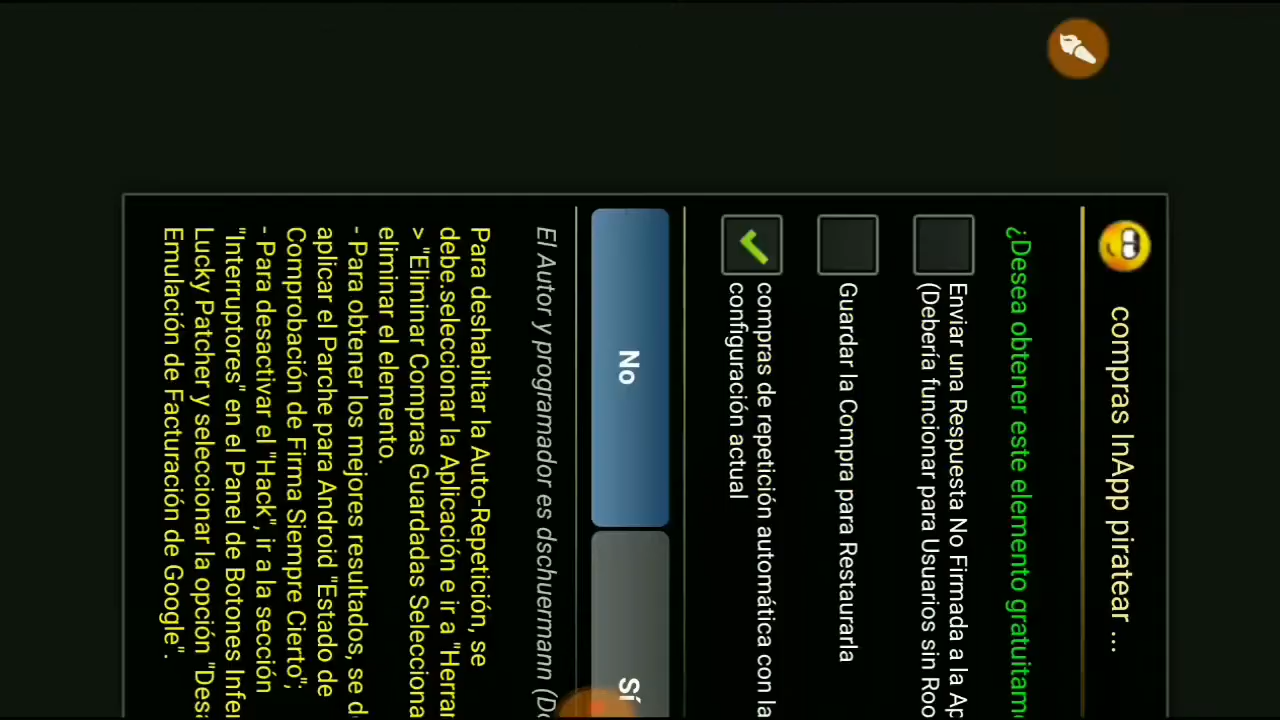 compras InApp piratear ...
¿Desea obtener este elemento gratuitam
Enviar una Respuesta No Firmada a la Ap
(Debería funcionar para Usuarios sin Roo
Guardar la Compra para Restaurarla
compras de repetición automática con la
configuración actual
No
Sí
El Autor y programador es dschuermann (Do
Para deshabiltar la Auto-Repetición, se
debe.seleccionar la Aplicación e ir a "Herrar
> "Eliminar Compras Guardadas Selecciona
eliminar el elemento.
- Para obtener los mejores resultados, se d
aplicar el Parche para Android "Estado de
Comprobación de Firma Siempre Cierto";
- Para desactivar el "Hack", ir a la sección
"Interruptores" en el Panel de Botones Infer
Lucky Patcher y seleccionar la opción "Desa
Emulación de Facturación de Google".